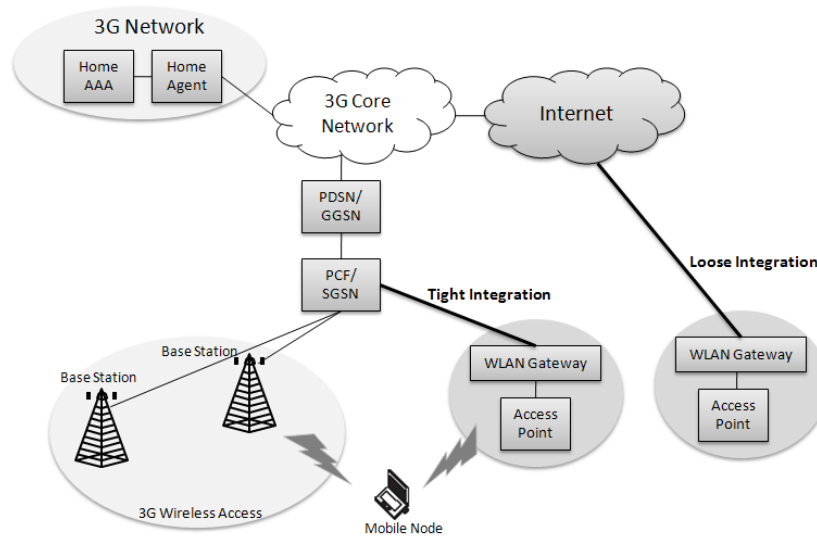 3G Network
Home
AAA
Home
Agent
3G Core
Network
Internet
PDSN/
GGSN
PCF/
SGSN
Loose Integration
Tight Integration
Base Station
Base Station
WLAN Gateway
WLAN Gateway
Access
Point
Access
Point
3G Wireless Access
Mobile Node